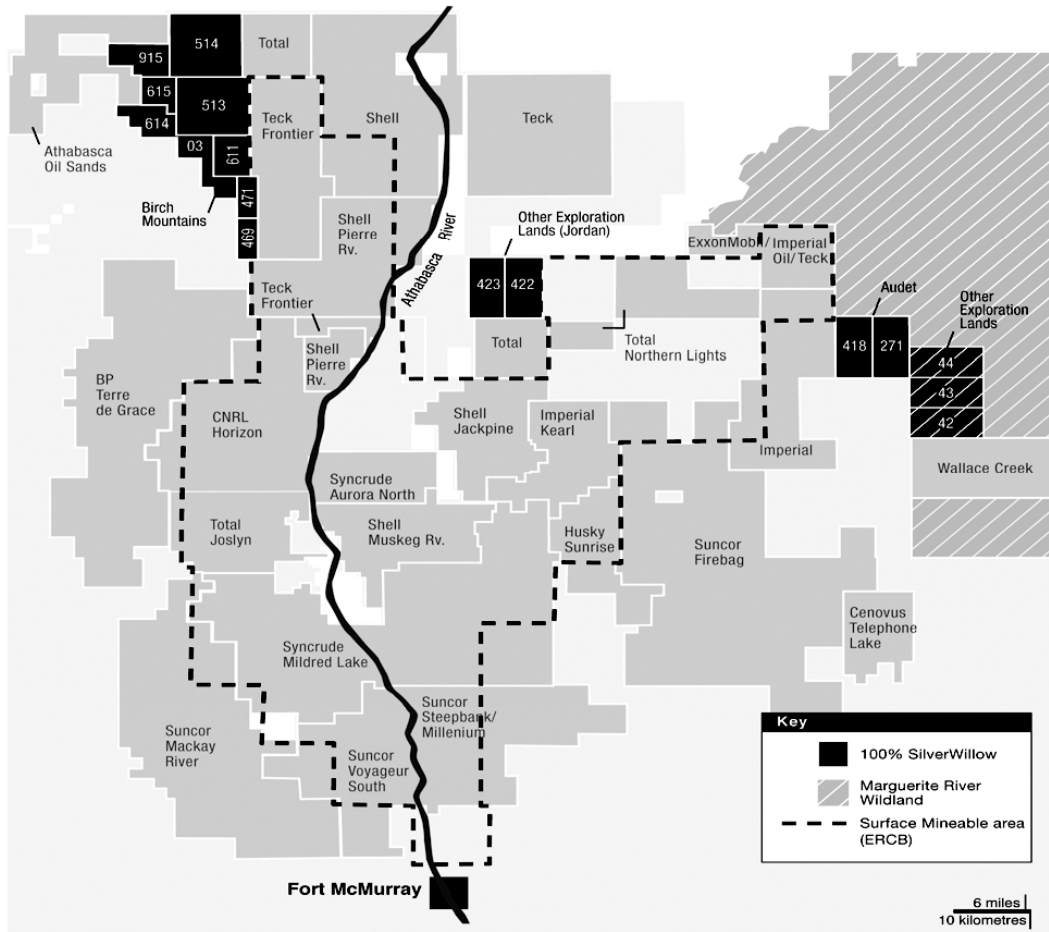 514
Total
915
615
513
Teck
Frontier
Shell
Teck
614
03
611
Athabasca
Oil Sands
Birch
Mountains
471
469
Shell
Pierre
Rv.
Athabasca River
Other Exploration
Lands (Jordan)
ExxonMobil/
Imperial
Oil/Teck
423
422
Audet
Other
Exploration
Lands
Teck
Frontier
Shell
Pierre
Rv.
Total
Total
Northern Lights
418
271
44
43
42
BP
Terre
de Grace
CNRL
Horizon
Shell
Jackpine
Imperial
Kearl
Imperial
Wallace Creek
Syncrude
Aurora North
Total
Joslyn
Shell
Muskeg Rv.
Husky
Sunrise
Suncor
Firebag
Cenovus
Telephone
Lake
Syncrude
Mildred Lake
Suncor
Steepbank/
Millenium
Suncor
Mackay
River
Suncor
Voyageur
South
Key
100% SilverWillow
Marguerite River
Wildland
Surface Mineable area
(ERCB)
Fort McMurray
6 miles
10 kilometres